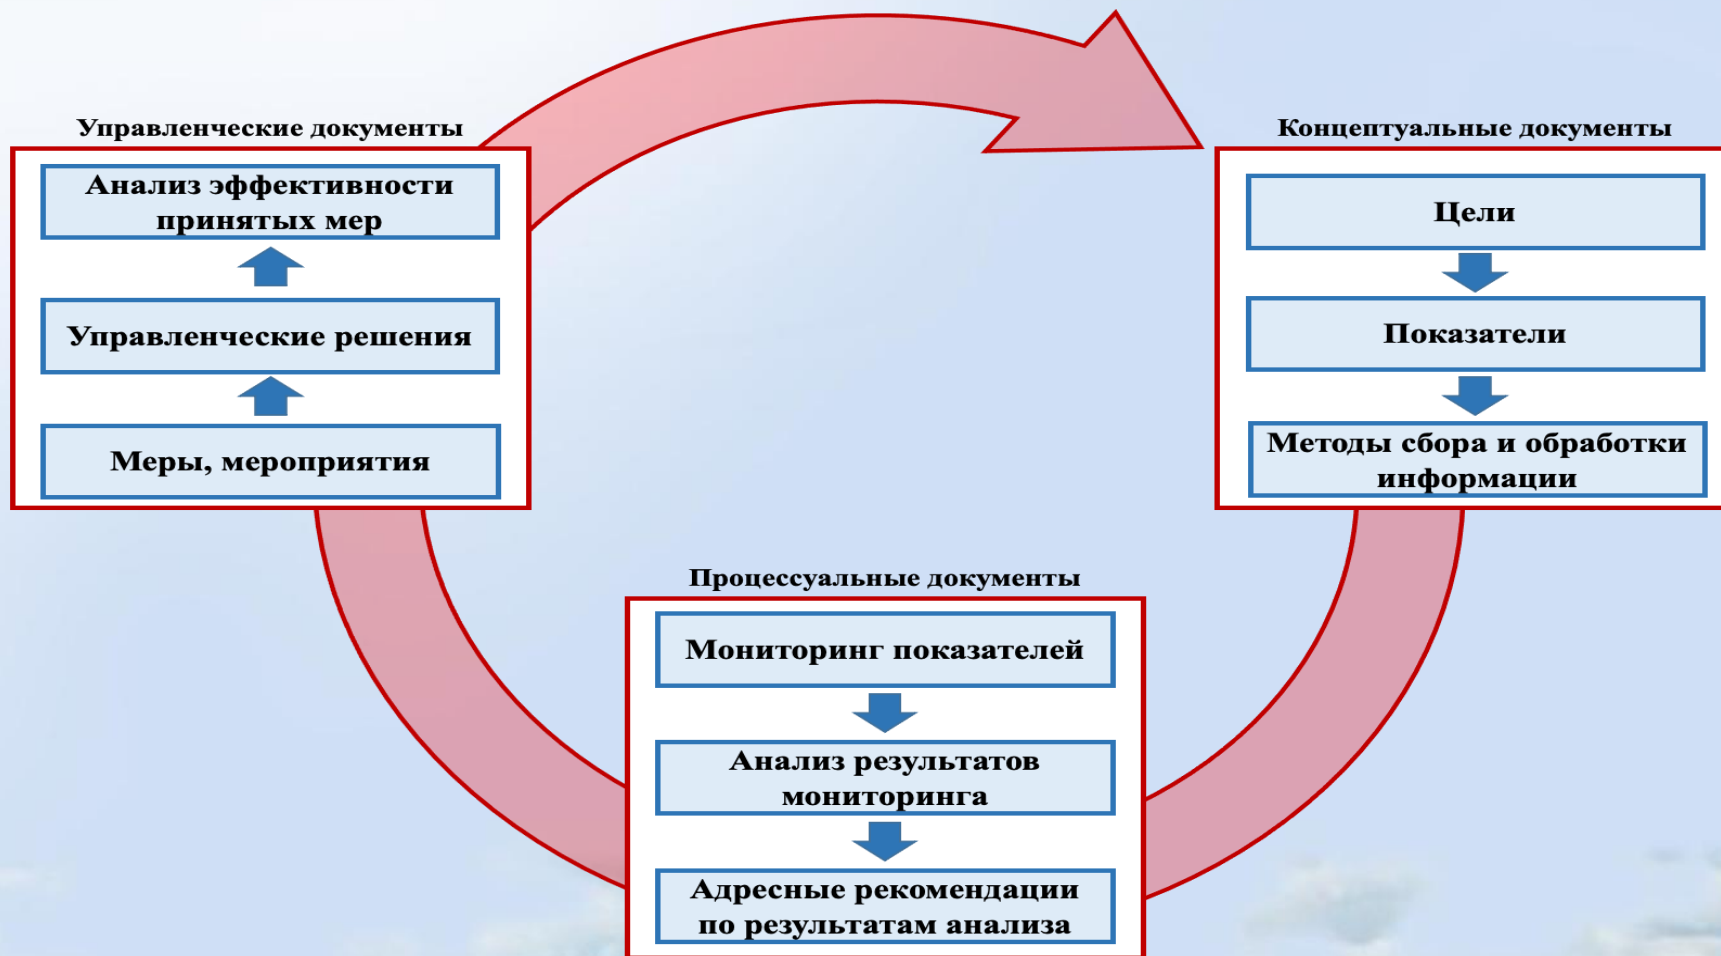 Управленческие документы
Анализ эффективности
принятых мер
Управленческие решения
Меры, мероприятия
Концептуальные документы
Цели
Показатели
Методы сбора и обработки
информации
Процессуальные документы
Мониторинг показателей
Анализ результатов
мониторинга
Адресные рекомендации
по результатам анализа